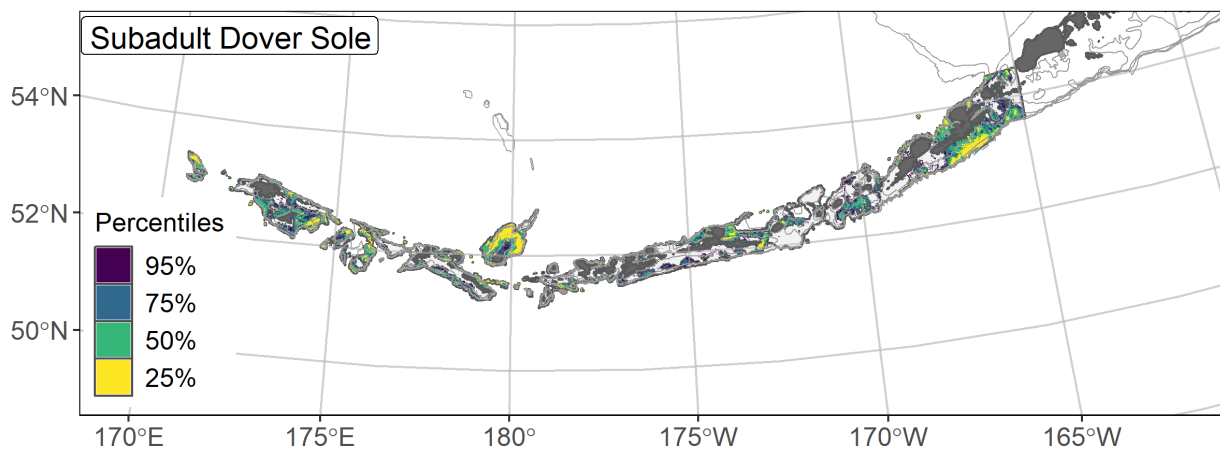 Subadult Dover Sole
54°N
52°N
50°N
Percentiles
95%
75%
50%
25%
170°E
175°E
180°
175°W
170°W
165°W